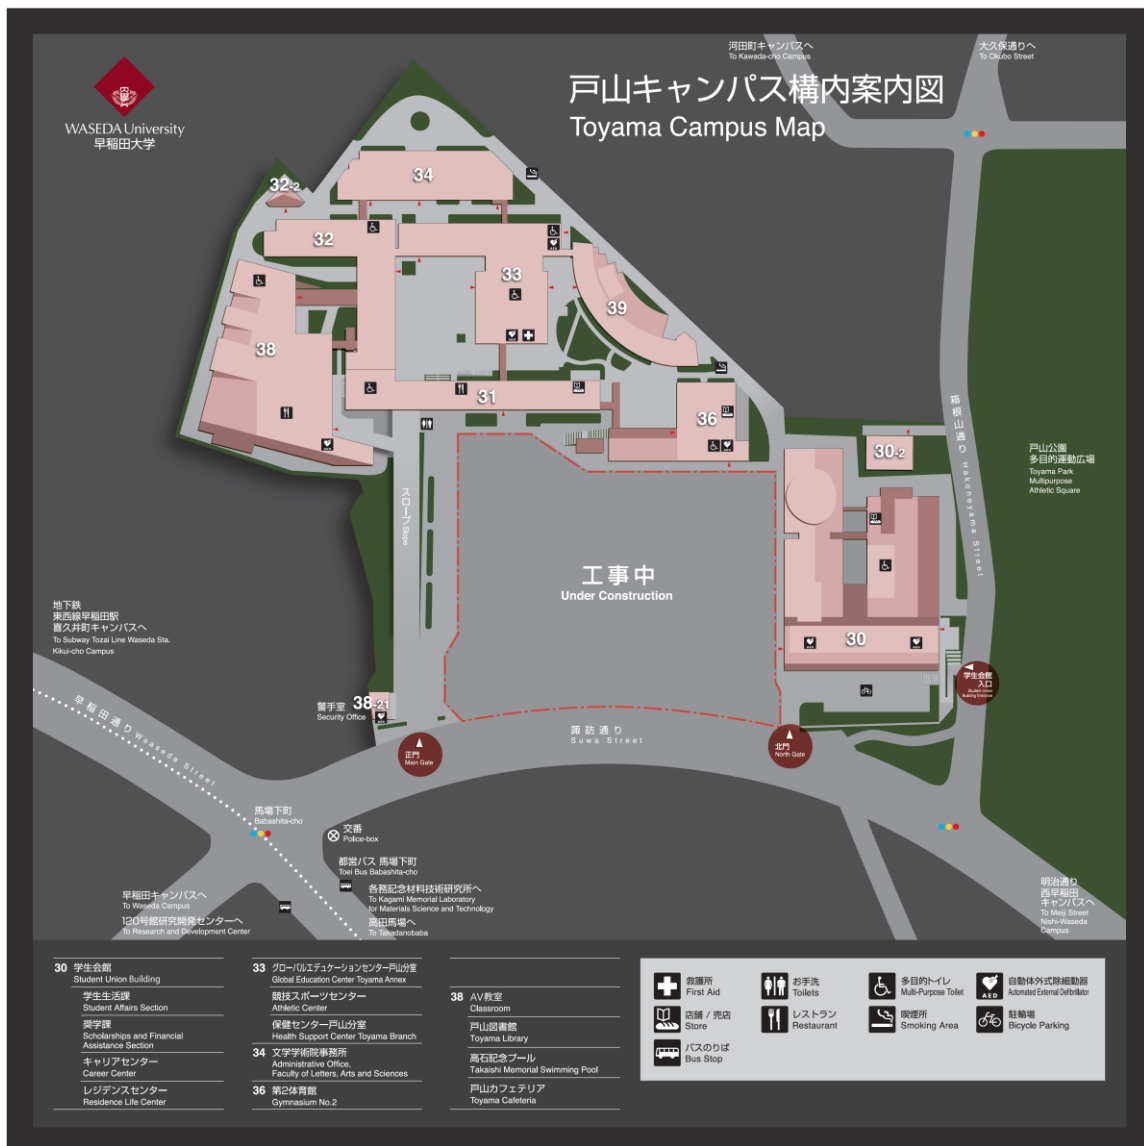 WASEDA University
早稲田大学
戸山キャンパス構内案内図
Toyama Campus Map
河田町キャンパスへ
To Kawada-cho Campus
大久保通りへ
To Okubo Street
34
32-2
32
33
39
38
31
36
30-2
30
AED
AED
AED
AED
AED
AED
AED
箱根山通り Hakoneyama Street
戸山公園
多目的運動広場
Toyama Park
Multipurpose
Athletic Square
スロープ Slope
工事中
Under Construction
地下鉄
東西線早稲田駅
喜久井町キャンパスへ
To Subway Tozai Line Waseda Sta.
Kikui-cho Campus
警手室
Security Office
38-21
学生会館
入口
Student Union
Building Entrance
早稲田通り Wsaseda Street
諏訪通り
Suwa Street
正門
Main Gate
北門
North Gate
馬場下町
Babashita-cho
交番
Police-box
都営バス 馬場下町
Toei Bus Babashita-cho
各務記念材料技術研究所へ
To Kagami Memorial Laboratory
for Materials Science and Technology
高田馬場へ
To Takadanobaba
早稲田キャンパスへ
To Waseda Campus
120号館研究開発センターへ
To Research and Development Center
明治通り
西早稲田
キャンパスへ
To Meiji Street
Nishi-Waseda
Campus
30 学生会館
Student Union Building
学生生活課
Student Affairs Section
奨学課
Scholarships and Financial
Assistance Section
キャリアセンター
Career Center
レジデンスセンター
Residence Life Center
33 グローバルエデュケーションセンター戸山分室
Global Education Center Toyama Annex
競技スポーツセンター
Athletic Center
保健センター戸山分室
Health Support Center Toyama Branch
34 文学学術院事務所
Administrative Office,
Faculty of Letters, Arts and Sciences
36 第2体育館
Gymnasium No.2
38 AV教室
Classroom
戸山図書館
Toyama Library
高石記念プール
Takaishi Memorial Swimming Pool
戸山カフェテリア
Toyama Cafeteria
救護所
First Aid
お手洗
Toilets
多目的トイレ
Multi-Purpose Toilet
AED
自動体外式除細動器
Automated External Defibrillator
店舗 / 売店
Store
レストラン
Restaurant
喫煙所
Smoking Area
駐輪場
Bicycle Parking
バスのりば
Bus Stop